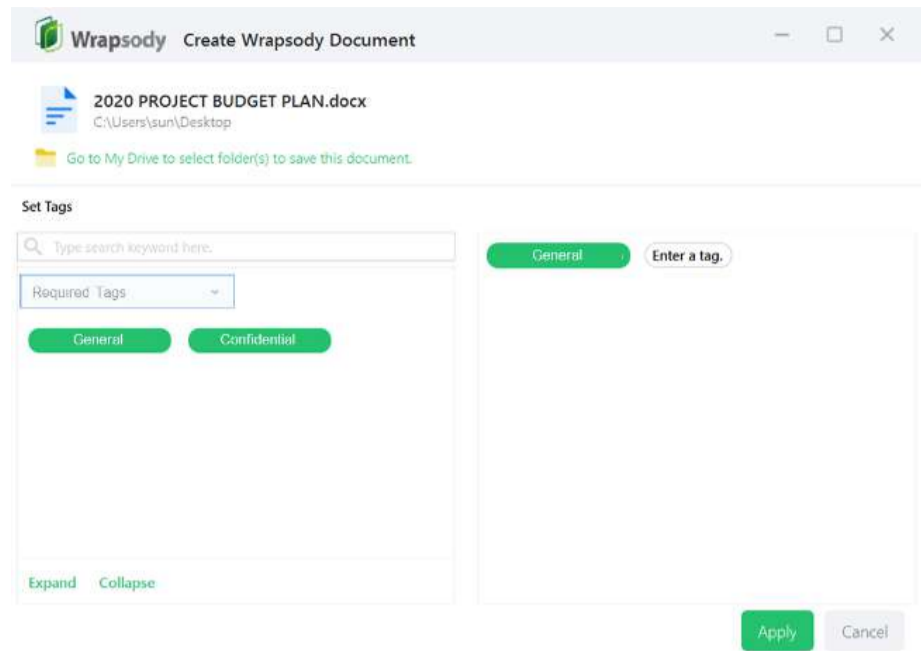 Wrapsody Create Wrapsody Document
2020 PROJECT BUDGET PLAN.docx
C:\Users\sun\Desktop
Go to My Drive to select folder(s) to save this document.
Set Tags
Type search keyword here.
Required Tags
General Confidential
Expand Collapse
General Enter a tag.
Apply Cancel